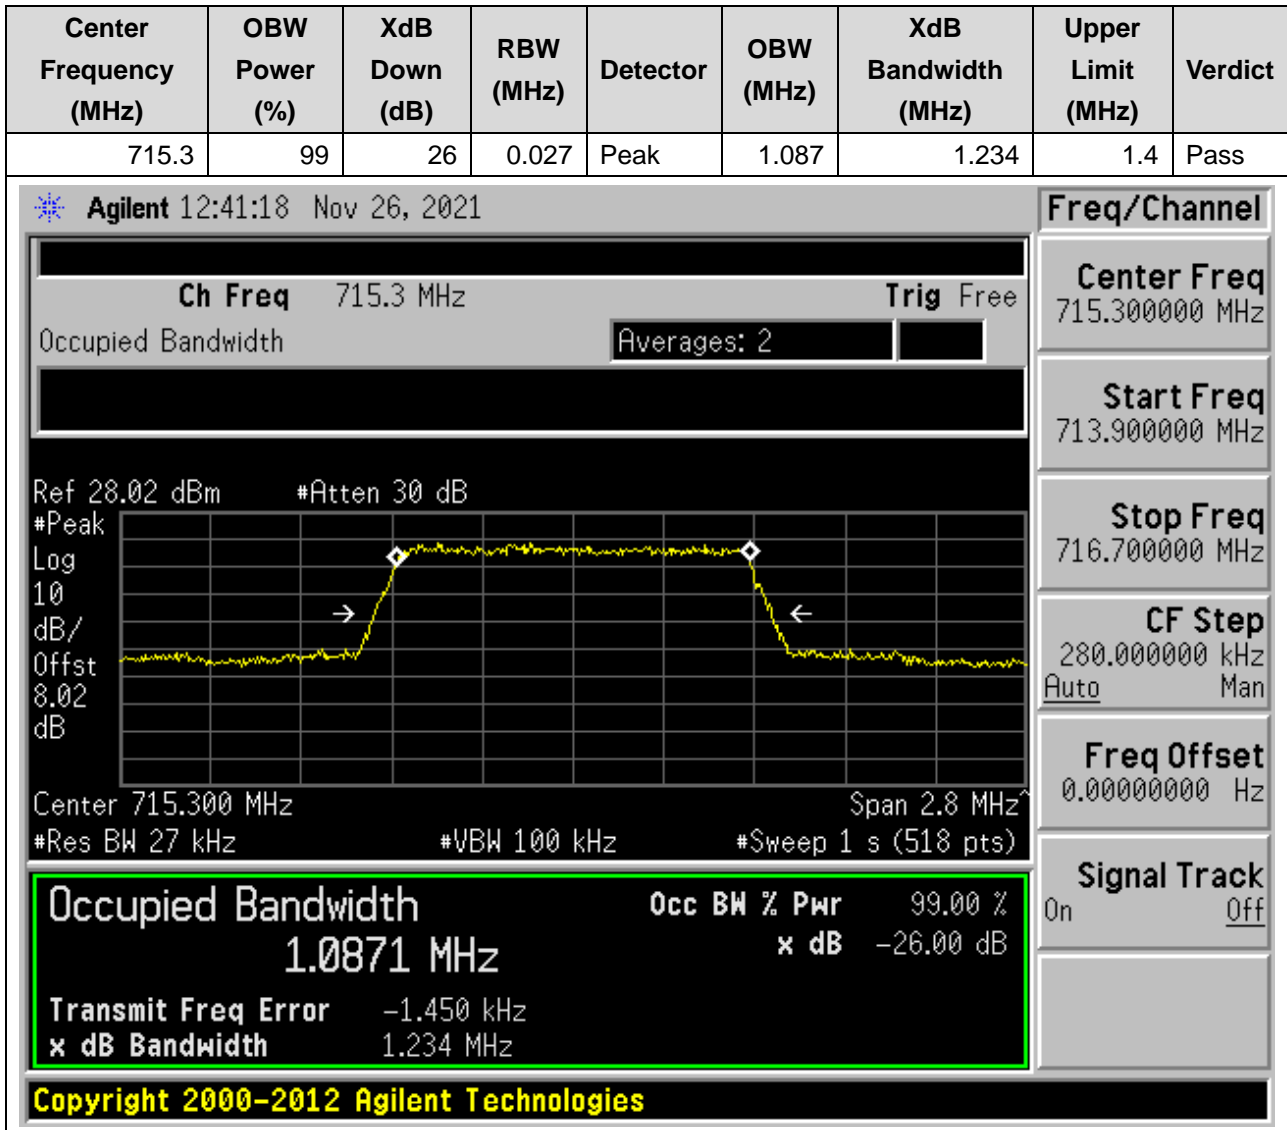 Center Frequency (MHz) OBW Power (%) XdB Down (dB) RBW (MHz) Detector OBW (MHz) XdB Bandwidth (MHz) Upper Limit (MHz) Verdict
715.3 99 26 0.027 Peak 1.087 1.234 1.4 Pass
Agilent 12:41:18 Nov 26, 2021
Freq/Channel
Ch Freq 715.3 MHz Trig Free
Occupied Bandwidth Averages: 2
Center Freq
715.300000 MHz
Start Freq
713.900000 MHz
Stop Freq
716.700000 MHz
CF Step
280.000000 kHz
Auto Man
Freq Offset
0.00000000 Hz
Signal Track
On Off
Ref 28.02 dBm #Atten 30 dB
#Peak
Log
10
dB/
Offst
8.02
dB
Center 715.300 MHz Span 2.8 MHz^
#Res BW 27 kHz #VBW 100 kHz #Sweep 1 s (518 pts)
Occupied Bandwidth Occ BW % Pwr 99.00 %
1.0871 MHz x dB -26.00 dB
Transmit Freq Error -1.450 kHz
x dB Bandwidth 1.234 MHz
Copyright 2000-2012 Agilent Technologies